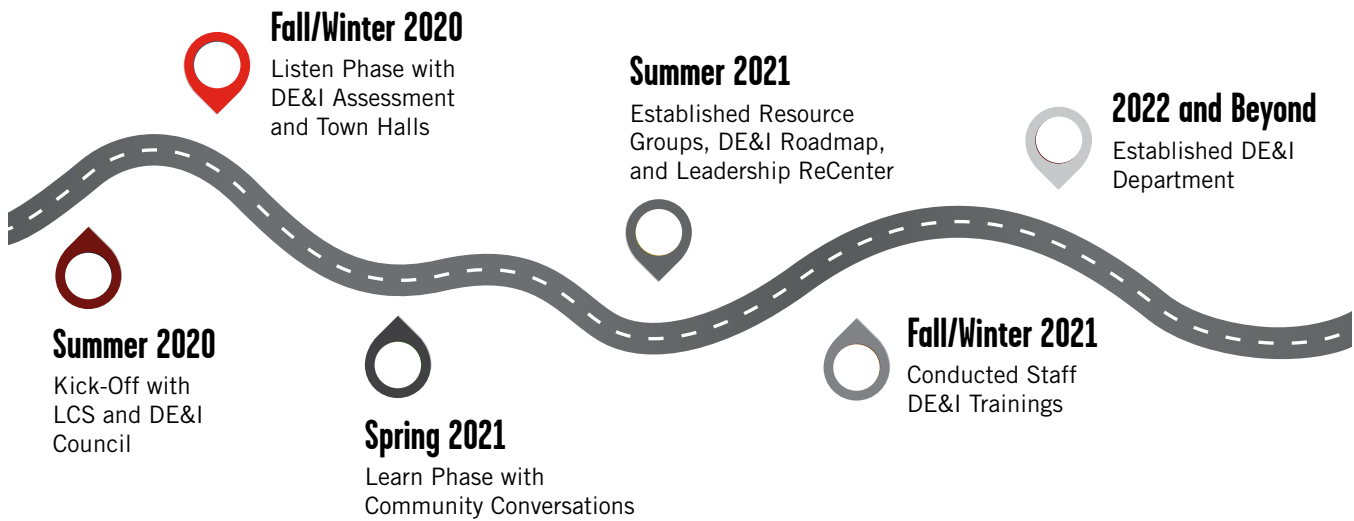 Fall/Winter 2020
Listen Phase with
DE&I Assessment
and Town Halls
Summer 2021
Established Resource
Groups, DE&I Roadmap,
and Leadership ReCenter
2022 and Beyond
Established DE&I
Department
Summer 2020
Kick-Off with
LCS and DE&I
Council
Spring 2021
Learn Phase with
Community Conversations
Fall/Winter 2021
Conducted Staff
DE&I Trainings